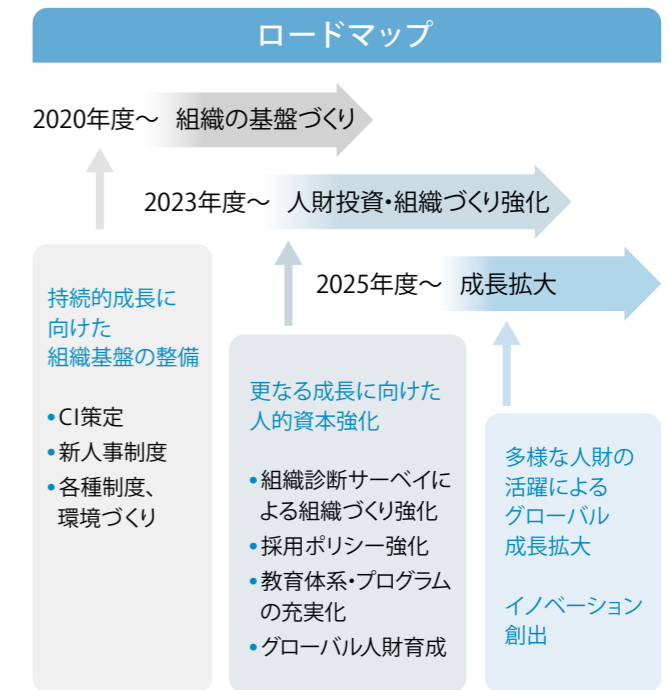 ロードマップ
2020年度～ 組織の基盤づくり
2023年度～ 人財投資・組織づくり強化
2025年度～ 成長拡大
持続的成長に
向けた
組織基盤の整備
•CI策定
•新人事制度
•各種制度、
環境づくり
更なる成長に向けた
人的資本強化
•組織診断サーベイに
よる組織づくり強化
•採用ポリシー強化
•教育体系・プログラム
の充実化
•グローバル人財育成
多様な人財の
活躍による
グローバル
成長拡大
イノベーション
創出